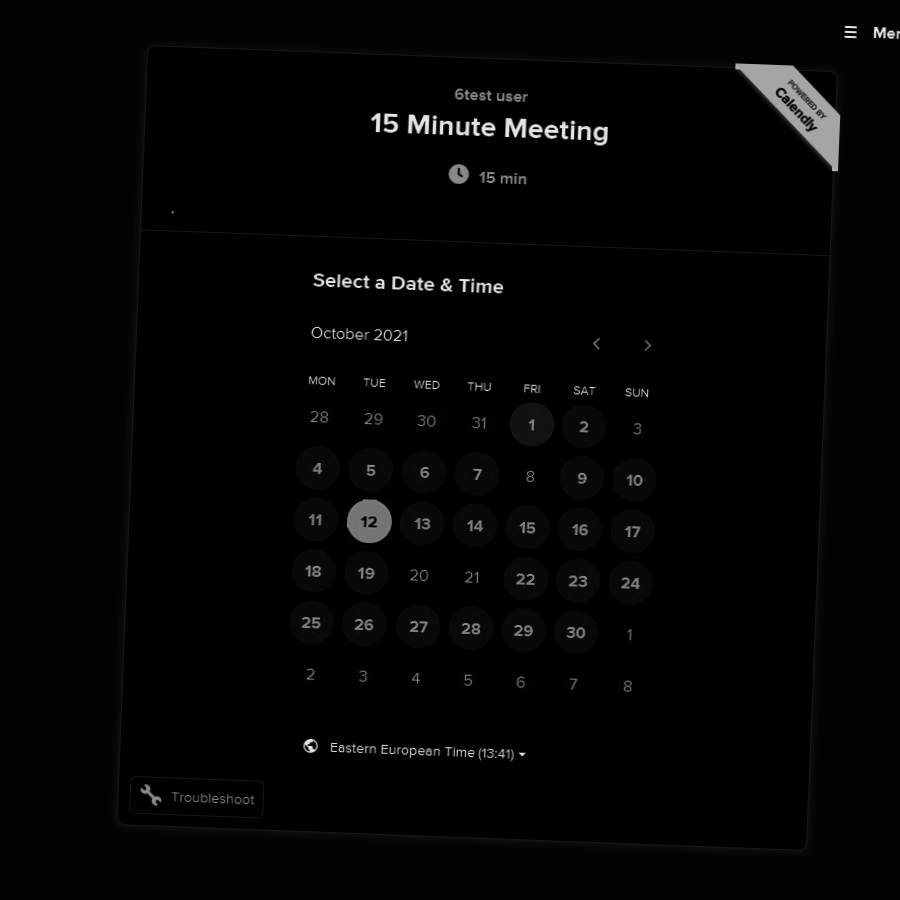 ☰ Mer
POWERED BY
Calendly
6test user
15 Minute Meeting
15 min
.
Select a Date & Time
October 2021
MON TUE WED THU FRI SAT SUN
28 29 30 31 1 2 3
4 5 6 7 8 9 10
11 12 13 14 15 16 17
18 19 20 21 22 23 24
25 26 27 28 29 30 1
2 3 4 5 6 7 8
Eastern European Time (13:41)
Troubleshoot